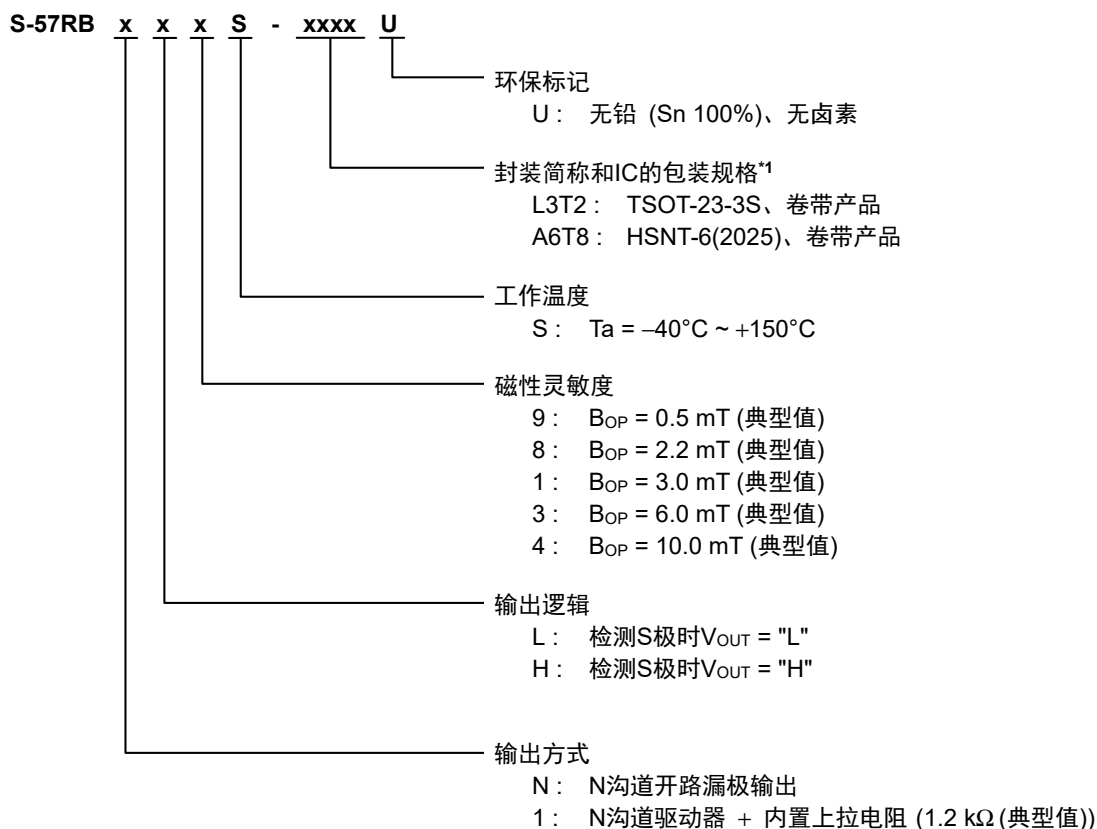 S-57RB x x x S - xxxx U
环保标记
U : 无铅 (Sn 100%)、无卤素
封装简称和IC的包装规格*1
L3T2 : TSOT-23-3S、卷带产品
A6T8 : HSNT-6(2025)、卷带产品
工作温度
S : Ta = −40°C ~ +150°C
磁性灵敏度
9 : BOP = 0.5 mT (典型值)
8 : BOP = 2.2 mT (典型值)
1 : BOP = 3.0 mT (典型值)
3 : BOP = 6.0 mT (典型值)
4 : BOP = 10.0 mT (典型值)
输出逻辑
L : 检测S极时VOUT = "L"
H : 检测S极时VOUT = "H"
输出方式
N : N沟道开路漏极输出
1 : N沟道驱动器 + 内置上拉电阻 (1.2 kΩ (典型值))